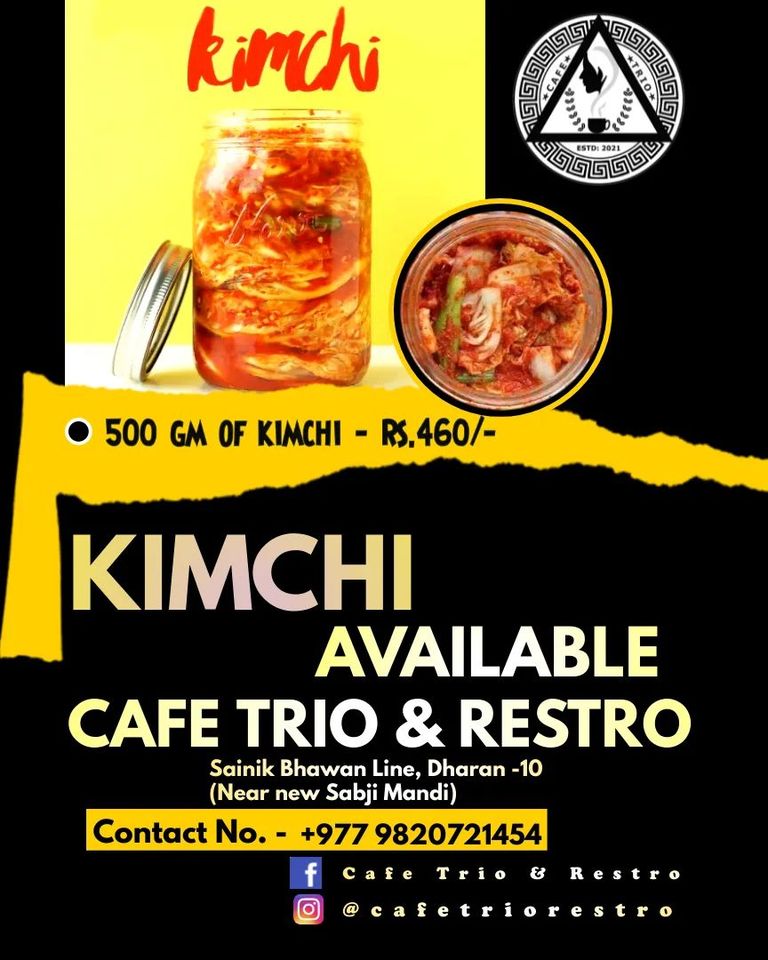 kimchi
CAFE TRIO
ESTD: 2021
500 GM OF KIMCHI - RS.460/-
KIMCHI
AVAILABLE
CAFE TRIO & RESTRO
Sainik Bhawan Line, Dharan -10
(Near new Sabji Mandi)
Contact No. - +977 9820721454
Cafe Trio & Restro
@cafetriorestro